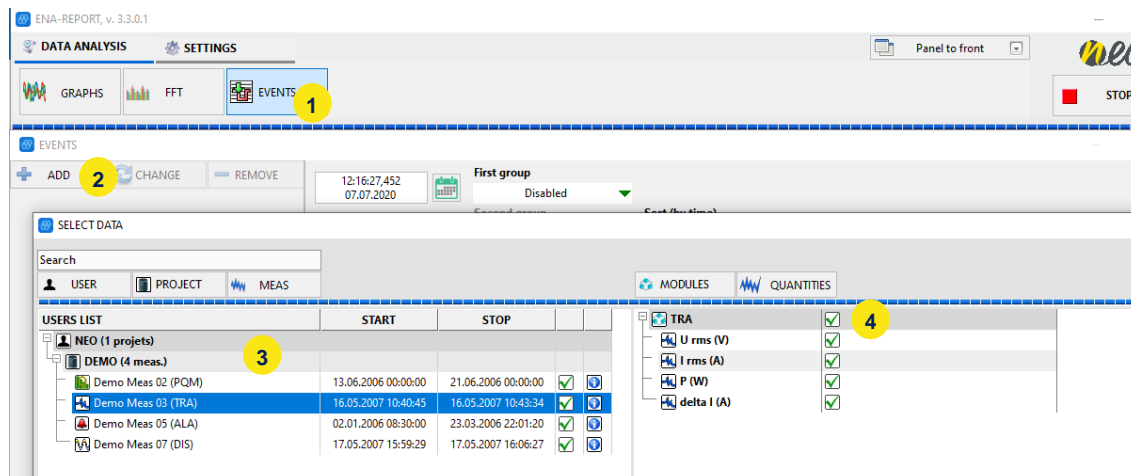 ENA-REPORT, v. 3.3.0.1
DATA ANALYSIS SETTINGS Panel to front
GRAPHS FFT EVENTS 1 STOP
EVENTS
ADD 2 CHANGE REMOVE
12:16:27,452
07.07.2020
First group
Disabled
Second group Sort (by time)
SELECT DATA
Search
USER PROJECT MEAS MODULES QUANTITIES
USERS LIST START STOP
NEO (1 projets)
DEMO (4 meas.) 3
Demo Meas 02 (PQM) 13.06.2006 00:00:00 21.06.2006 00:00:00
Demo Meas 03 (TRA) 16.05.2007 10:40:45 16.05.2007 10:43:34
Demo Meas 05 (ALA) 02.01.2006 08:30:00 23.03.2006 22:01:20
Demo Meas 07 (DIS) 17.05.2007 15:59:29 17.05.2007 16:06:27
TRA 4
U rms (V)
I rms (A)
P (W)
delta I (A)